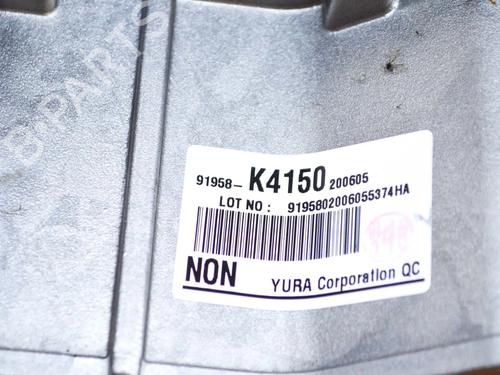 B-PARTS
91958- K4150 200605
LOT NO : 9195802006055374HA
NON YURA Corporation QC